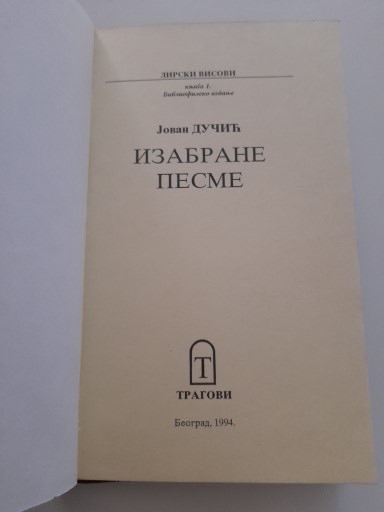 ЛИРСКИ ВИСОВИ
књига 1.
Библиофилско издање
Јован ДУЧИЋ
ИЗАБРАНЕ
ПЕСМЕ
Т
ТРАГОВИ
Београд, 1994.